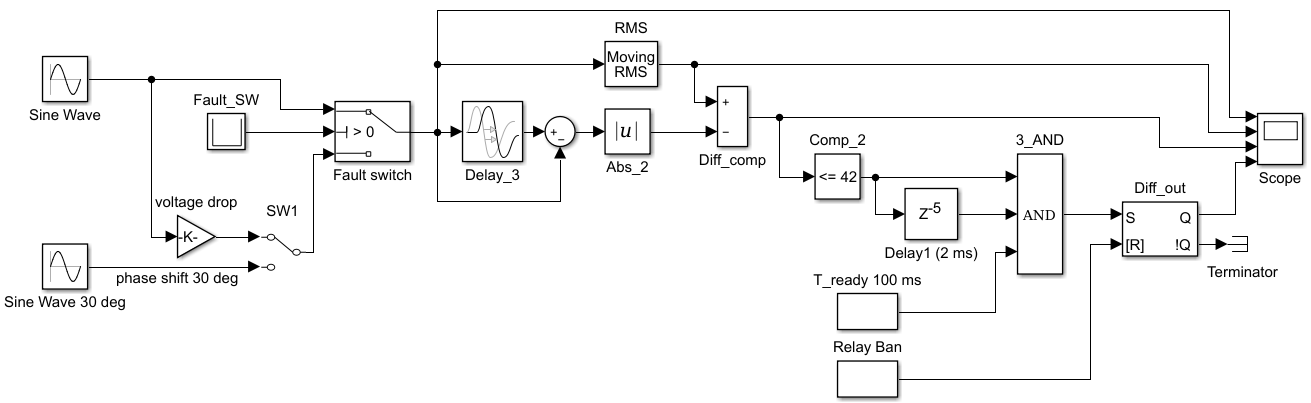 RMS
Moving
RMS
Sine Wave
Fault_SW
> 0
Fault switch
+
−
Delay_3
|u|
Abs_2
+
−
Diff_comp
Comp_2
<= 42
3_AND
AND
Scope
voltage drop
-K-
SW1
Z-5
Delay1 (2 ms)
Diff_out
S
Q
[R]
!Q
Terminator
phase shift 30 deg
Sine Wave 30 deg
T_ready 100 ms
Relay Ban